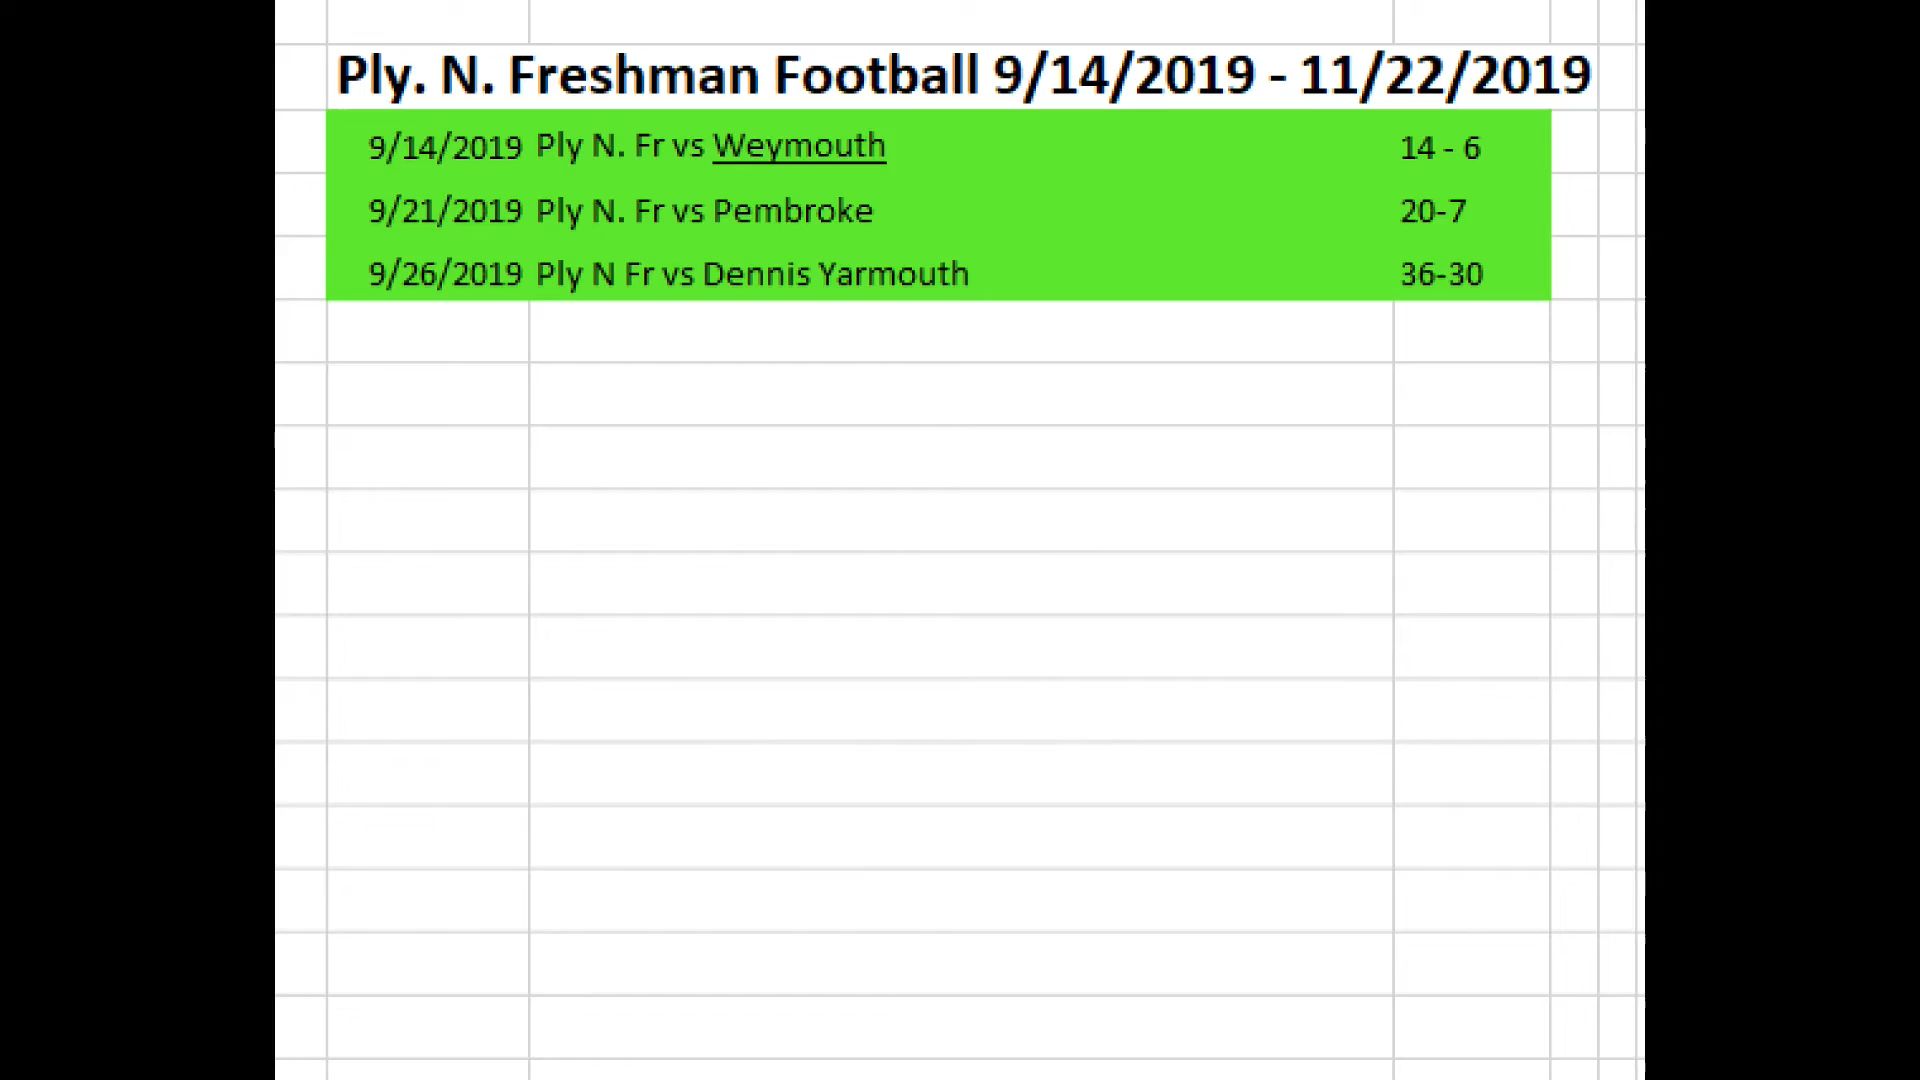 Ply. N. Freshman Football 9/14/2019 - 11/22/2019
9/14/2019 Ply N. Fr vs Weymouth 14 - 6
9/21/2019 Ply N. Fr vs Pembroke 20-7
9/26/2019 Ply N Fr vs Dennis Yarmouth 36-30